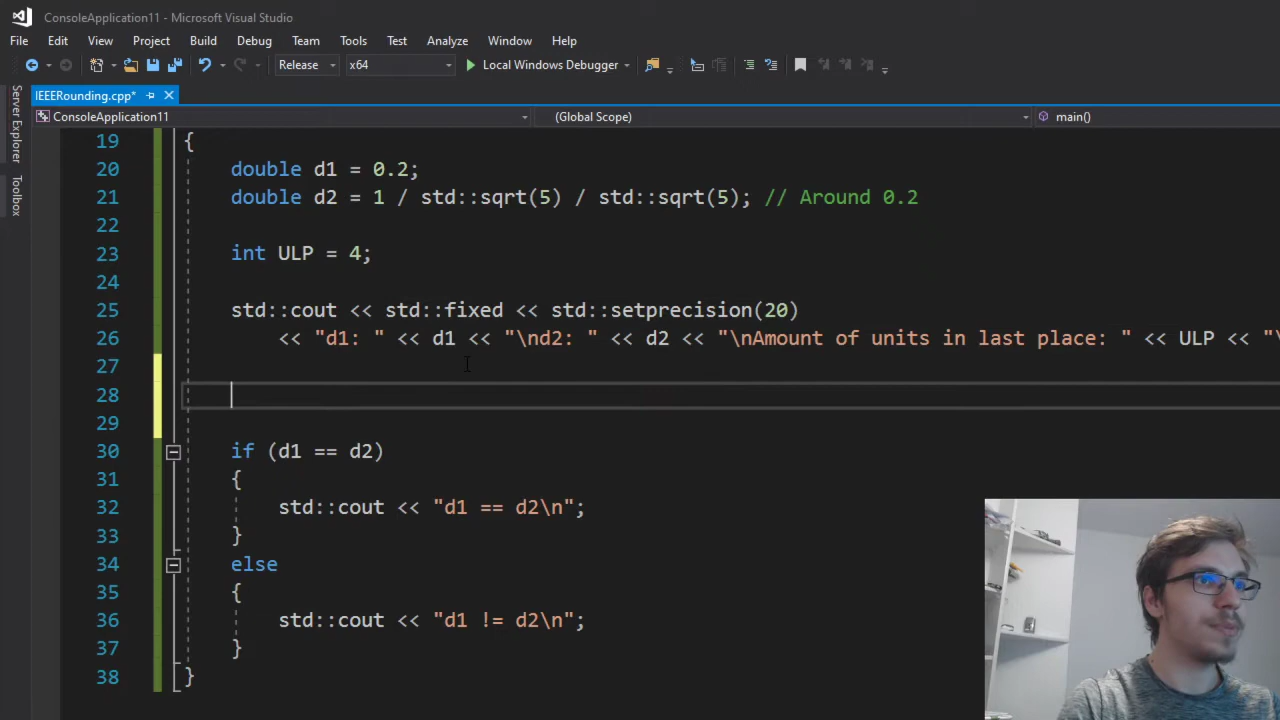 ConsoleApplication11 - Microsoft Visual Studio
File Edit View Project Build Debug Team Tools Test Analyze Window Help
Release x64 Local Windows Debugger
IEEERounding.cpp*
ConsoleApplication11 (Global Scope) main()
Server Explorer
Toolbox
19 {
20 double d1 = 0.2;
21 double d2 = 1 / std::sqrt(5) / std::sqrt(5); // Around 0.2
22
23 int ULP = 4;
24
25 std::cout << std::fixed << std::setprecision(20)
26 << "d1: " << d1 << "\nd2: " << d2 << "\nAmount of units in last place: " << ULP << "\
27
28
29
30 if (d1 == d2)
31 {
32 std::cout << "d1 == d2\n";
33 }
34 else
35 {
36 std::cout << "d1 != d2\n";
37 }
38 }